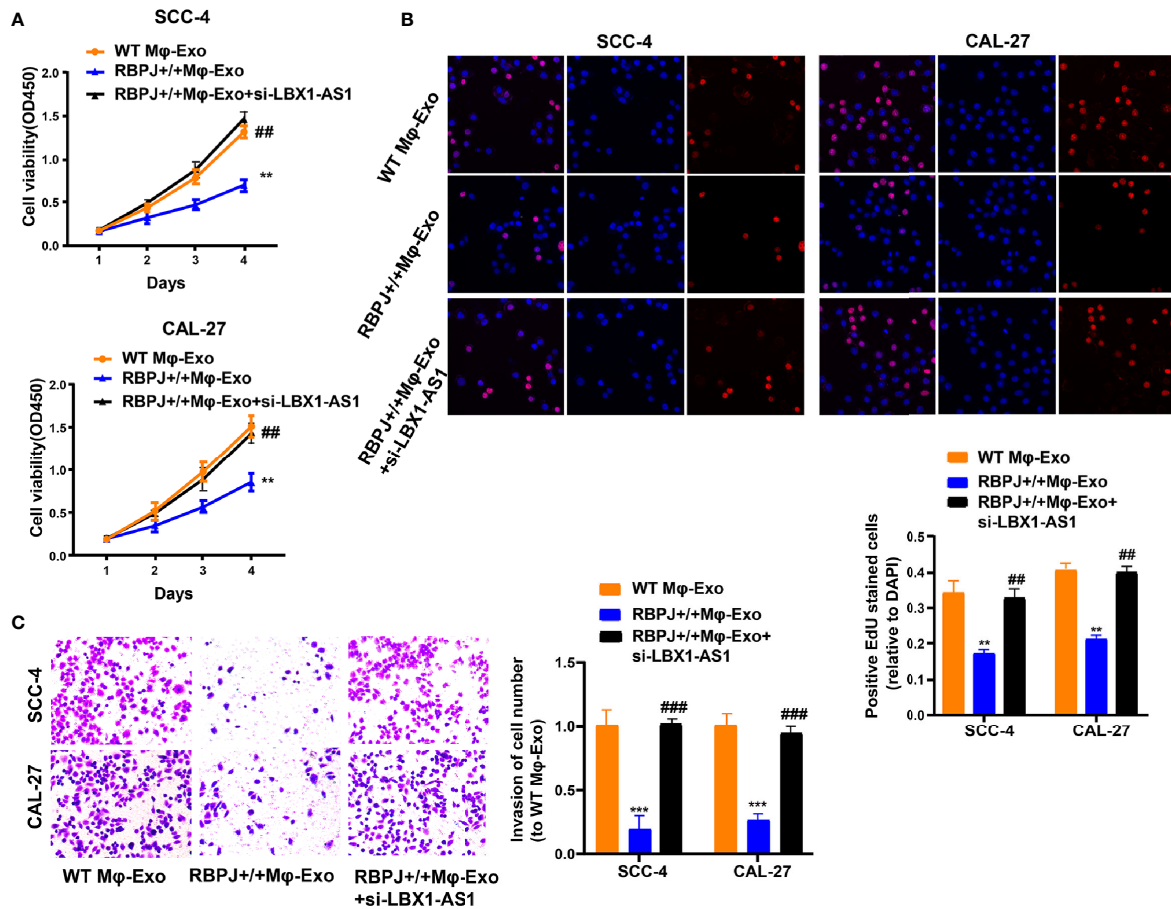 A
SCC-4
WT Mφ-Exo
RBPJ+/+Mφ-Exo
RBPJ+/+Mφ-Exo+si-LBX1-AS1
Cell viability(OD450)
2.0
1.5
1.0
0.5
0.0
##
**
1 2 3 4
Days
CAL-27
WT Mφ-Exo
RBPJ+/+Mφ-Exo
RBPJ+/+Mφ-Exo+si-LBX1-AS1
Cell viability(OD450)
2.0
1.5
1.0
0.5
0.0
##
**
1 2 3 4
Days
B
SCC-4 CAL-27
WT Mφ-Exo
RBPJ+/+Mφ-Exo
RBPJ+/+Mφ-Exo
+si-LBX1-AS1
WT Mφ-Exo
RBPJ+/+Mφ-Exo
RBPJ+/+Mφ-Exo+
si-LBX1-AS1
Positive EdU stained cells
(relative to DAPI)
0.5
0.4
0.3
0.2
0.1
0.0
** ## ** ##
SCC-4 CAL-27
C
SCC-4
CAL-27
WT Mφ-Exo RBPJ+/+Mφ-Exo RBPJ+/+Mφ-Exo
+si-LBX1-AS1
WT Mφ-Exo
RBPJ+/+Mφ-Exo
RBPJ+/+Mφ-Exo+
si-LBX1-AS1
Invasion of cell number
(to WT Mφ-Exo)
1.5
1.0
0.5
0.0
*** ### *** ###
SCC-4 CAL-27